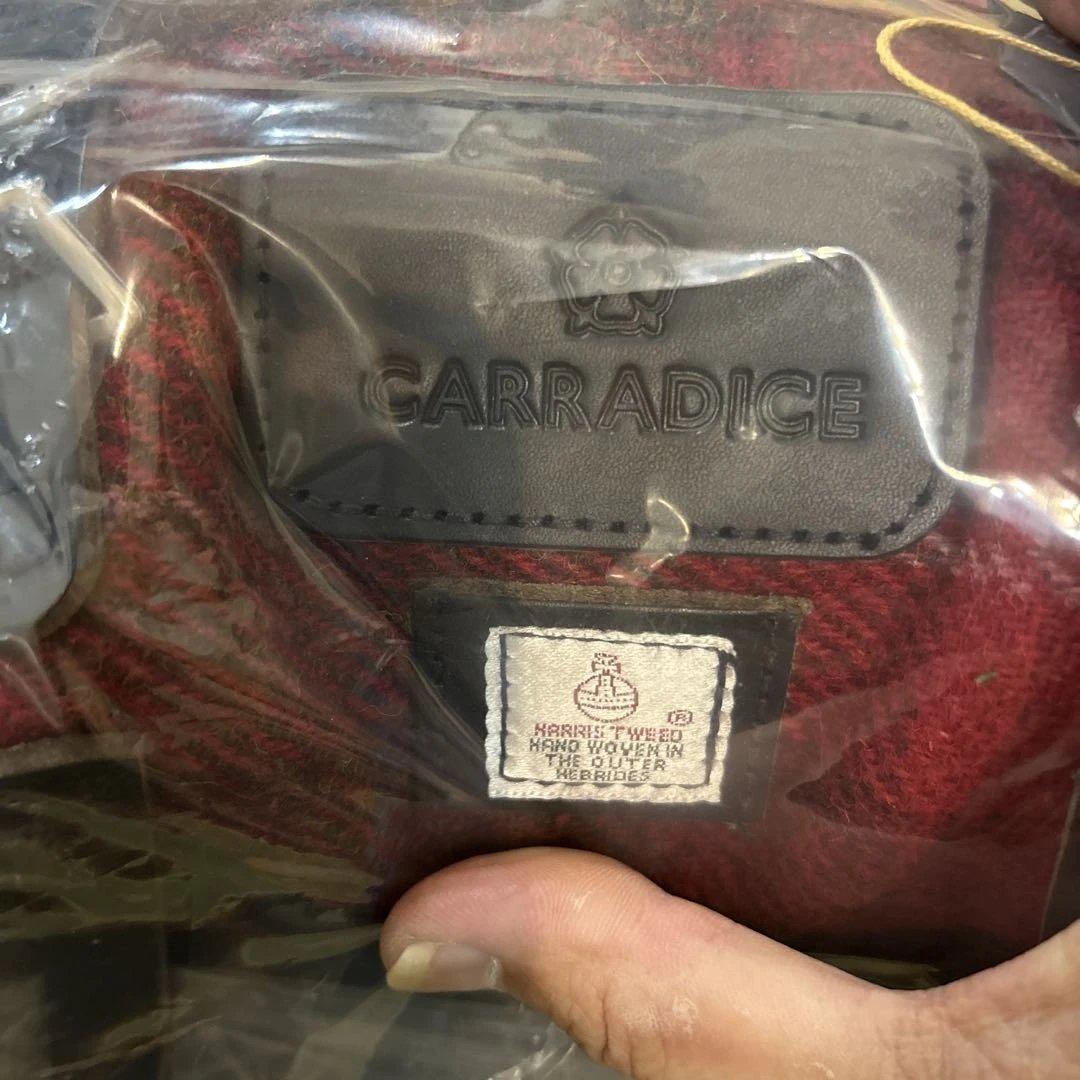 CARRADICE
®
HARRIS TWEED
HAND WOVEN IN
THE OUTER
HEBRIDES